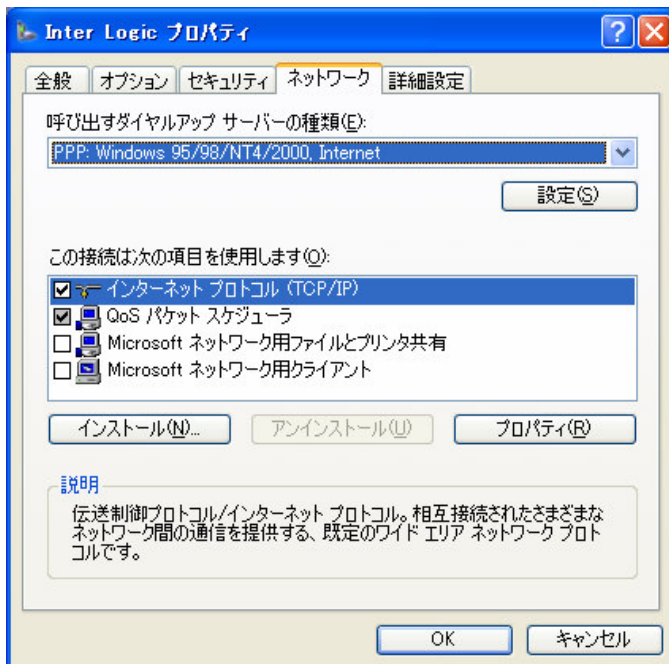 Inter Logic プロパティ
全般 オプション セキュリティ ネットワーク 詳細設定
呼び出すダイヤルアップ サーバーの種類(E):
PPP: Windows 95/98/NT4/2000, Internet
設定(S)
この接続は次の項目を使用します(O):
インターネット プロトコル (TCP/IP)
QoS パケット スケジューラ
Microsoft ネットワーク用ファイルとプリンタ共有
Microsoft ネットワーク用クライアント
インストール(N)... アンインストール(U) プロパティ(R)
説明
伝送制御プロトコル/インターネット プロトコル。相互接続されたさまざまな
ネットワーク間の通信を提供する、既定のワイド エリア ネットワーク プロト
コルです。
OK キャンセル